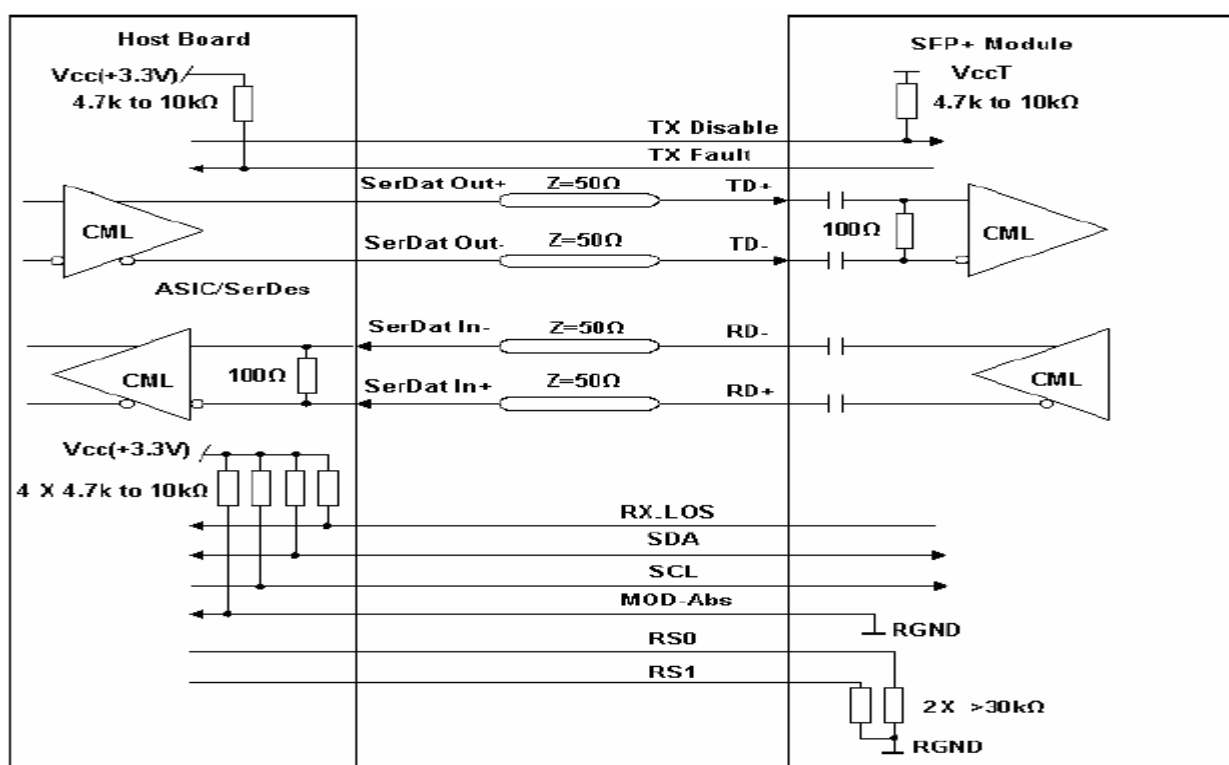 Host Board
SFP+ Module
Vcc(+3.3V)
4.7k to 10kΩ
VccT
4.7k to 10kΩ
TX Disable
TX Fault
SerDat Out+
Z=50Ω
TD+
CML
100Ω
CML
SerDat Out-
Z=50Ω
TD-
ASIC/SerDes
SerDat In-
Z=50Ω
RD-
CML
100Ω
CML
SerDat In+
Z=50Ω
RD+
Vcc(+3.3V)
4 X 4.7k to 10kΩ
RX-LOS
SDA
SCL
MOD-Abs
RGND
RS0
RS1
2X >30kΩ
RGND